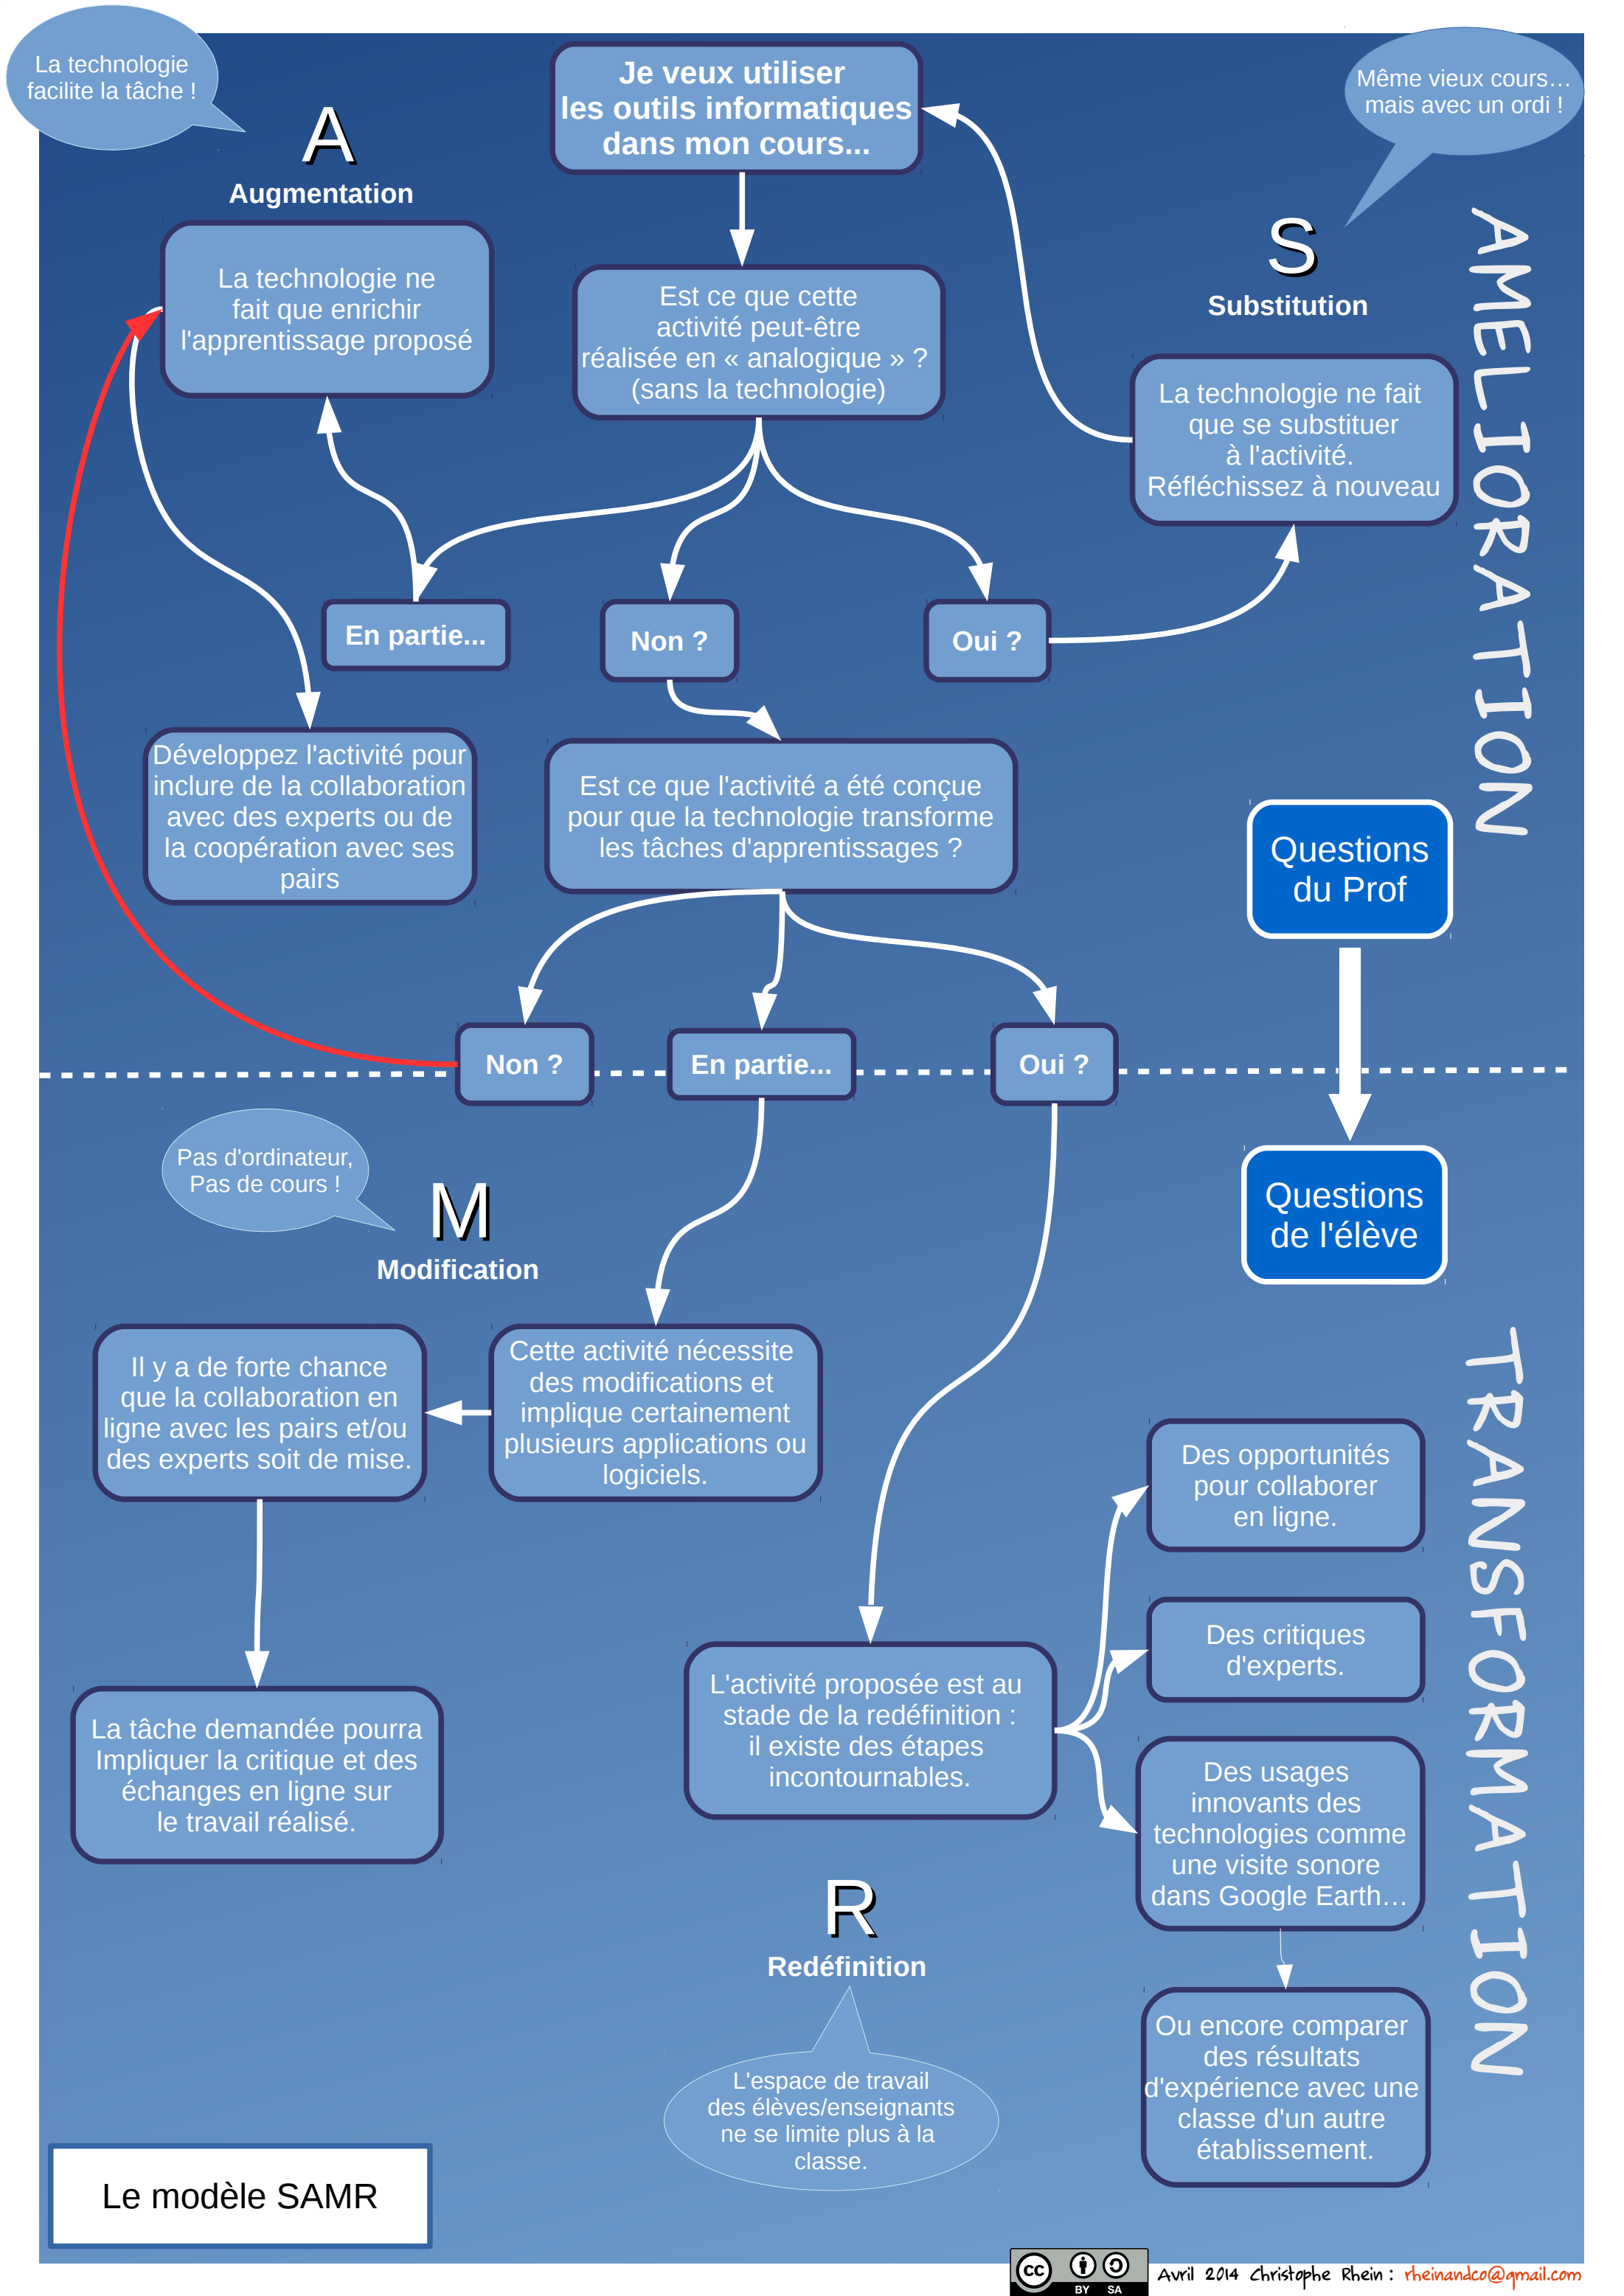 La technologie
facilite la tâche !
Je veux utiliser
les outils informatiques
dans mon cours...
Même vieux cours…
mais avec un ordi !
A
Augmentation
La technologie ne
fait que enrichir
l'apprentissage proposé
Est ce que cette
activité peut-être
réalisée en « analogique » ?
(sans la technologie)
S
Substitution
La technologie ne fait
que se substituer
à l'activité.
Réfléchissez à nouveau
AMELIORATION
En partie...
Non ?
Oui ?
Développez l'activité pour
inclure de la collaboration
avec des experts ou de
la coopération avec ses
pairs
Est ce que l'activité a été conçue
pour que la technologie transforme
les tâches d'apprentissages ?
Questions
du Prof
Non ?
En partie...
Oui ?
Pas d'ordinateur,
Pas de cours !
M
Modification
Questions
de l'élève
Il y a de forte chance
que la collaboration en
ligne avec les pairs et/ou
des experts soit de mise.
Cette activité nécessite
des modifications et
implique certainement
plusieurs applications ou
logiciels.
TRANSFORMATION
Des opportunités
pour collaborer
en ligne.
Des critiques
d'experts.
La tâche demandée pourra
Impliquer la critique et des
échanges en ligne sur
le travail réalisé.
L'activité proposée est au
stade de la redéfinition :
il existe des étapes
incontournables.
Des usages
innovants des
technologies comme
une visite sonore
dans Google Earth…
R
Redéfinition
L'espace de travail
des élèves/enseignants
ne se limite plus à la
classe.
Ou encore comparer
des résultats
d'expérience avec une
classe d'un autre
établissement.
Le modèle SAMR
cc BY SA
Avril 2014 Christophe Rhein : rheinandco@gmail.com